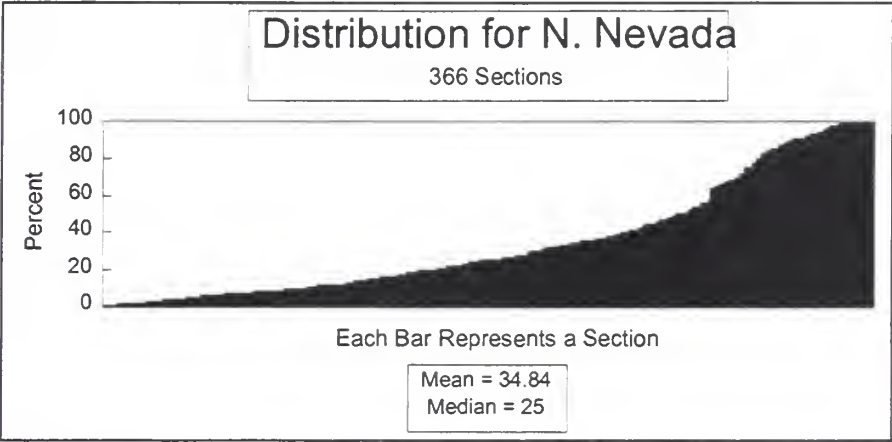 Distribution for N. Nevada
366 Sections
100
80
60
40
20
0
Percent
Each Bar Represents a Section
Mean = 34.84
Median = 25